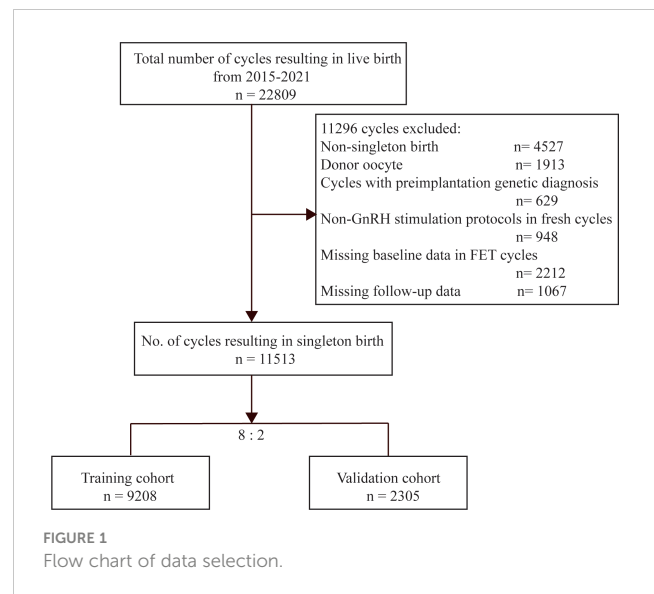 Total number of cycles resulting in live birth
from 2015-2021
n = 22809
11296 cycles excluded:
Non-singleton birth n= 4527
Donor oocyte n= 1913
Cycles with preimplantation genetic diagnosis
n= 629
Non-GnRH stimulation protocols in fresh cycles
n= 948
Missing baseline data in FET cycles
n= 2212
Missing follow-up data n= 1067
No. of cycles resulting in singleton birth
n = 11513
8 : 2
Training cohort
n = 9208
Validation cohort
n = 2305
FIGURE 1
Flow chart of data selection.